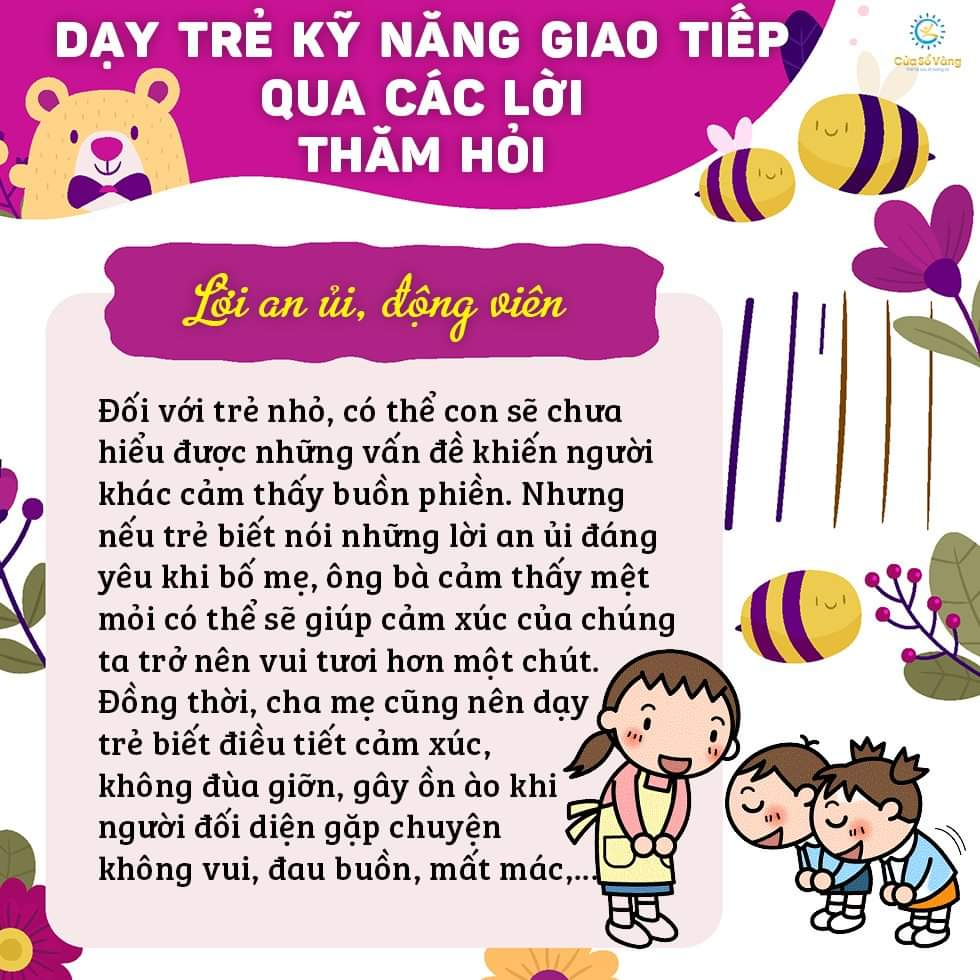 DẠY TRẺ KỸ NĂNG GIAO TIẾP
QUA CÁC LỜI
THĂM HỎI
Cửa Sổ Vàng
Lời an ủi, động viên
Đối với trẻ nhỏ, có thể con sẽ chưa
hiểu được những vấn đề khiến người
khác cảm thấy buồn phiền. Nhưng
nếu trẻ biết nói những lời an ủi đáng
yêu khi bố mẹ, ông bà cảm thấy mệt
mỏi có thể sẽ giúp cảm xúc của chúng
ta trở nên vui tươi hơn một chút.
Đồng thời, cha mẹ cũng nên dạy
trẻ biết điều tiết cảm xúc,
không đùa giỡn, gây ồn ào khi
người đối diện gặp chuyện
không vui, đau buồn, mất mác,...